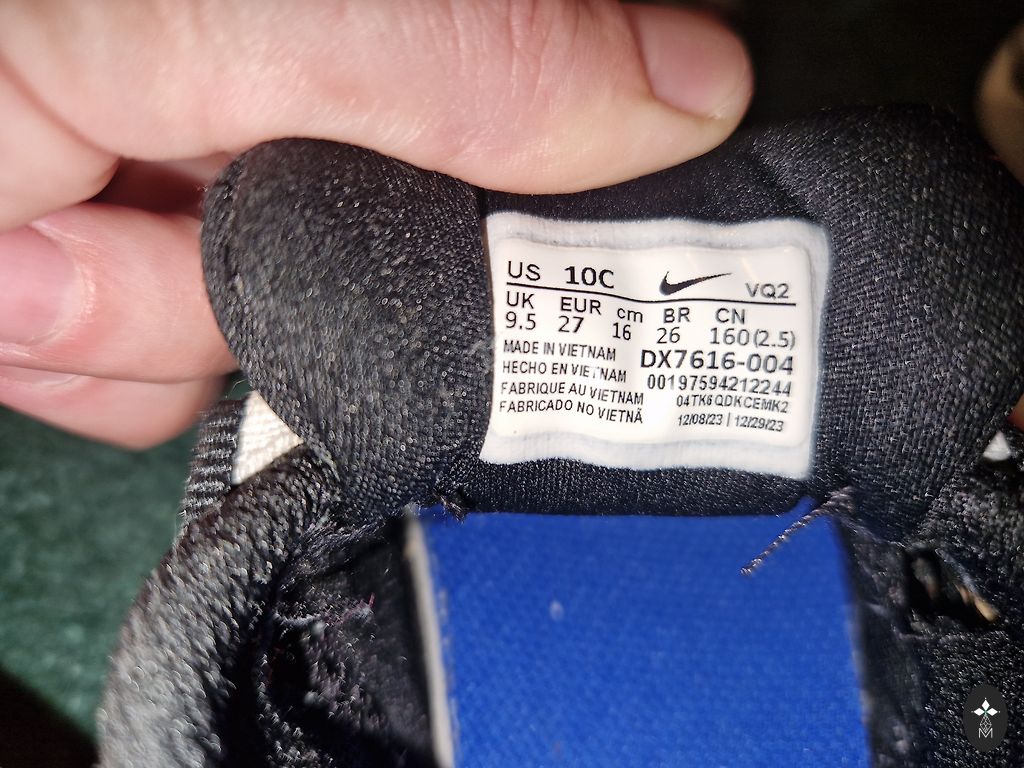 US 10C VQ2
UK EUR cm BR CN
9.5 27 16 26 160(2.5)
MADE IN VIETNAM DX7616-004
HECHO EN VIETNAM 00197594212244
FABRIQUE AU VIETNAM 04TK6QDKCEMK2
FABRICADO NO VIETNÃ 12/08/23 | 12/29/23
M